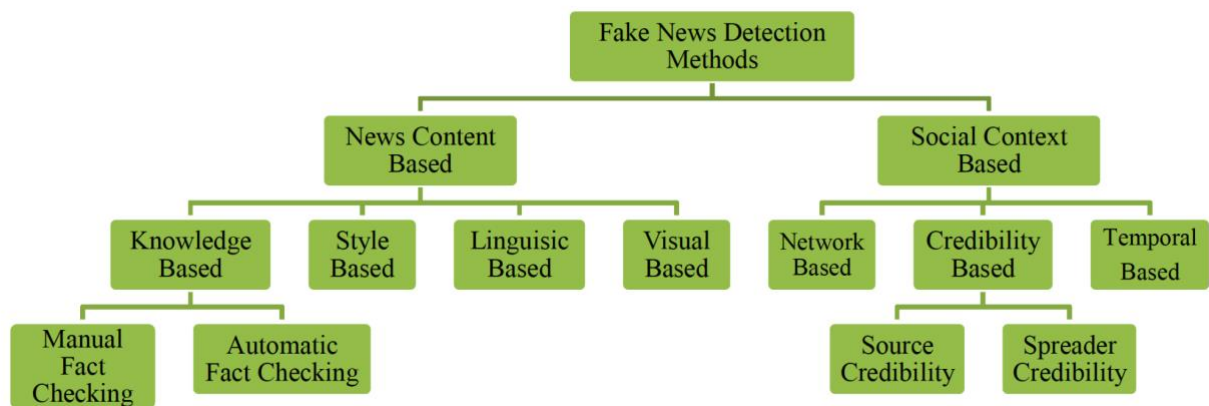 Fake News Detection
Methods
News Content
Based
Social Context
Based
Knowledge
Based
Style
Based
Linguisic
Based
Visual
Based
Network
Based
Credibility
Based
Temporal
Based
Manual
Fact
Checking
Automatic
Fact Checking
Source
Credibility
Spreader
Credibility